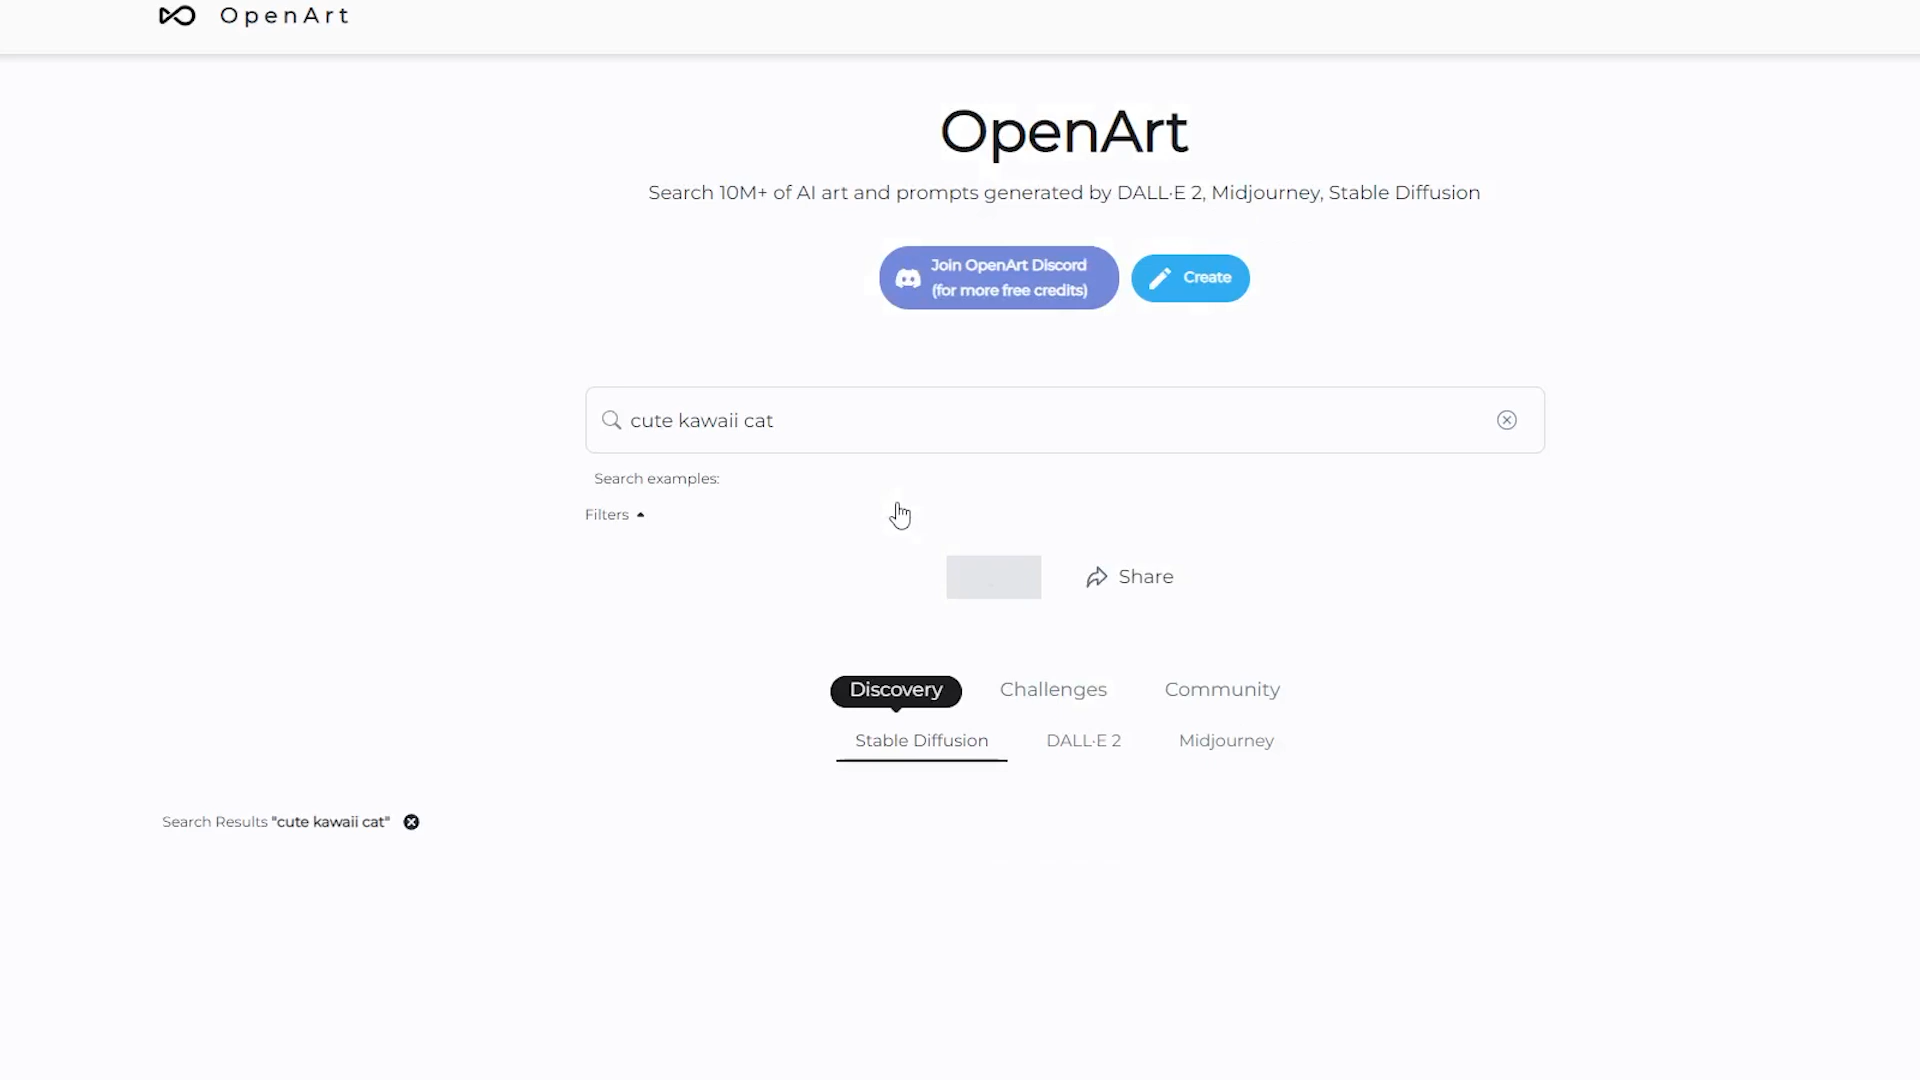 OpenArt
OpenArt
Search 10M+ of AI art and prompts generated by DALL·E 2, Midjourney, Stable Diffusion
Join OpenArt Discord
(for more free credits)
Create
cute kawaii cat
Search examples:
Filters
Share
Discovery
Challenges
Community
Stable Diffusion
DALL·E 2
Midjourney
Search Results "cute kawaii cat"